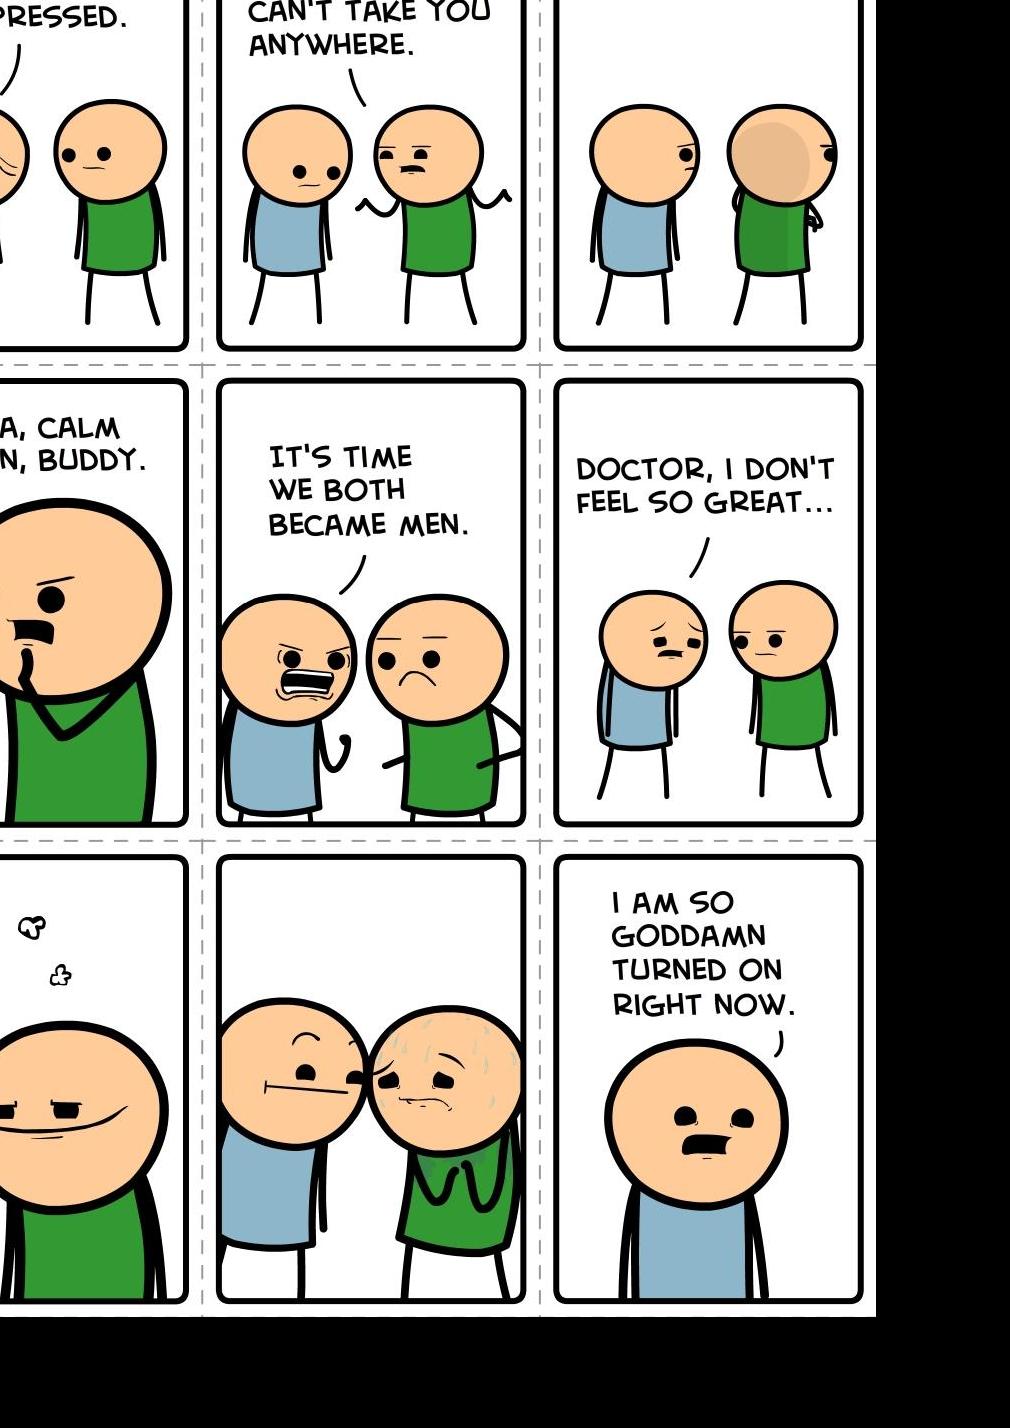 PRESSED.
CAN'T TAKE YOU
ANYWHERE.
A, CALM
N, BUDDY.
IT'S TIME
WE BOTH
BECAME MEN.
DOCTOR, I DON'T
FEEL SO GREAT...
I AM SO
GODDAMN
TURNED ON
RIGHT NOW.